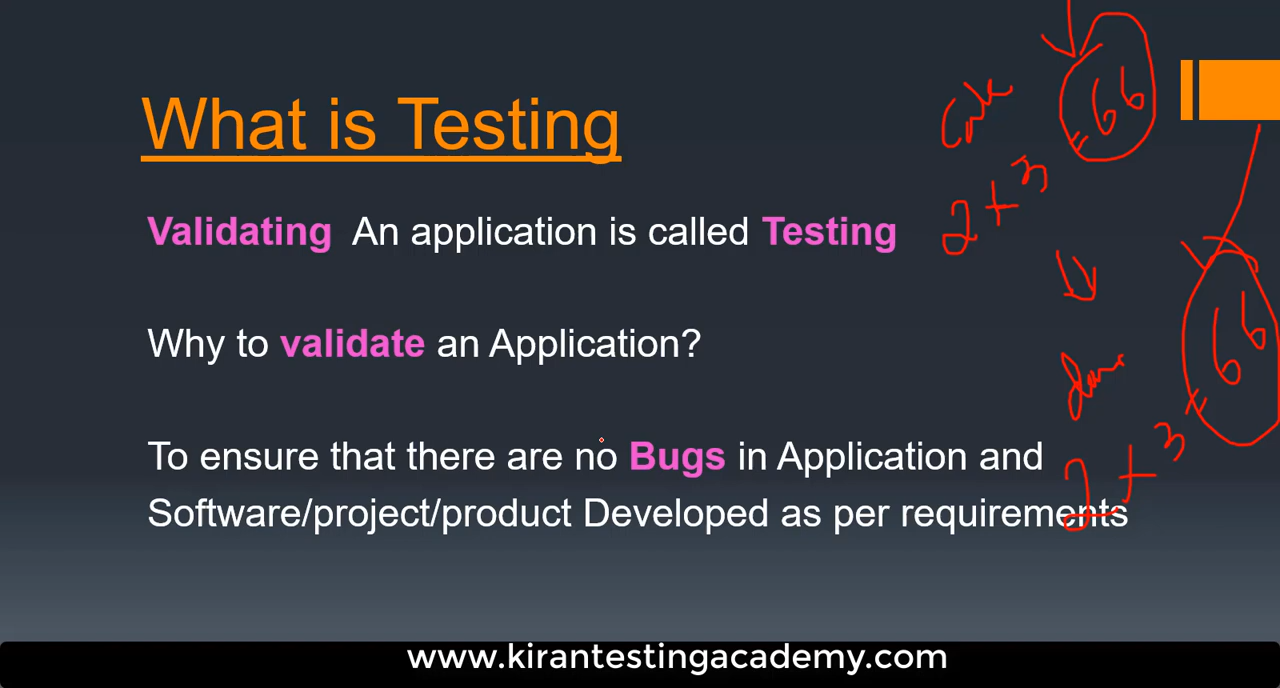 What is Testing
Validating An application is called Testing
Why to validate an Application?
To ensure that there are no Bugs in Application and
Software/project/product Developed as per requirements
= 66
2 + 3
= 66
2 + 3
www.kirantestingacademy.com